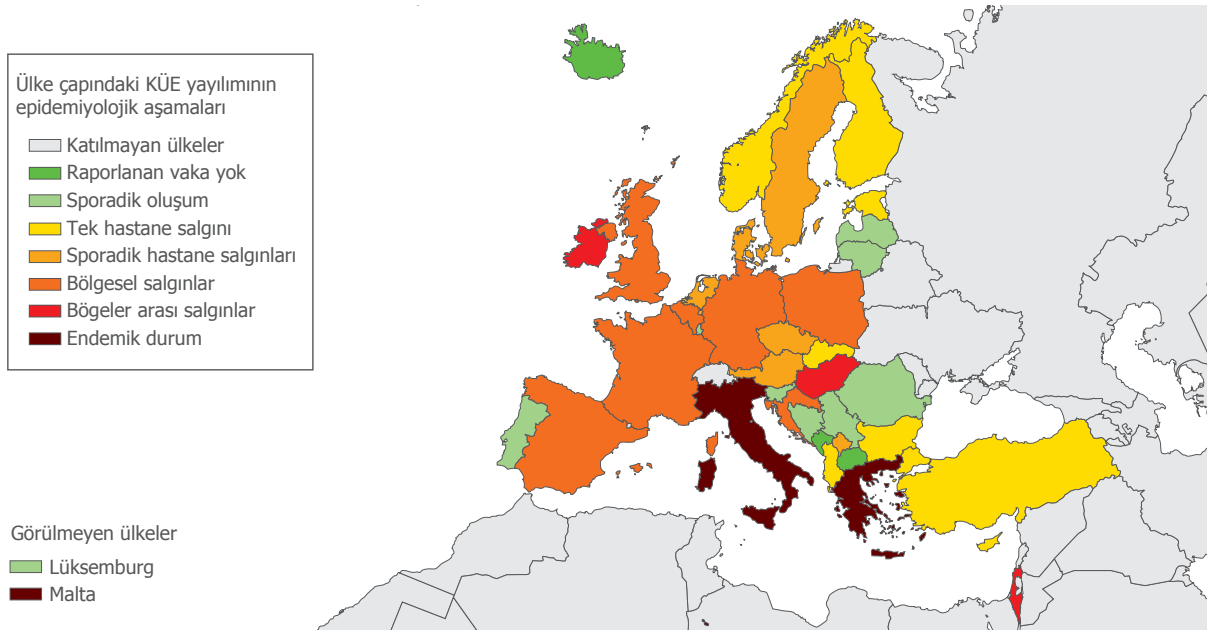 Ülke çapındaki KÜE yayılımının
epidemiyolojik aşamaları
Katılmayan ülkeler
Raporlanan vaka yok
Sporadik oluşum
Tek hastane salgını
Sporadik hastane salgınları
Bölgesel salgınlar
Bögeler arası salgınlar
Endemik durum
Görülmeyen ülkeler
Lüksemburg
Malta